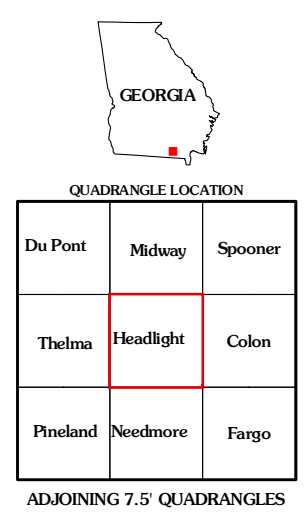 GEORGIA
QUADRANGLE LOCATION
Du Pont Midway Spooner
Thelma Headlight Colon
Pineland Needmore Fargo
ADJOINING 7.5' QUADRANGLES